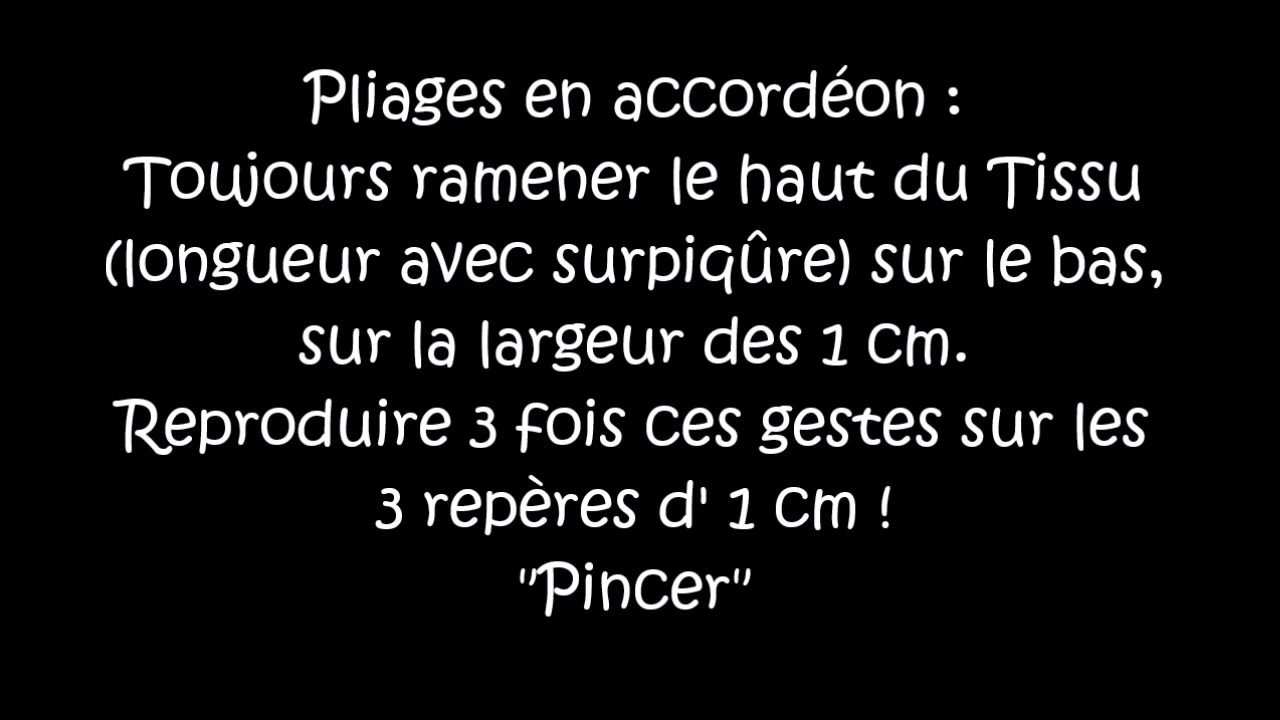 Pliages en accordéon :
Toujours ramener le haut du Tissu
(longueur avec surpiqûre) sur le bas,
sur la largeur des 1 cm.
Reproduire 3 fois ces gestes sur les
3 repères d' 1 cm !
"Pincer"